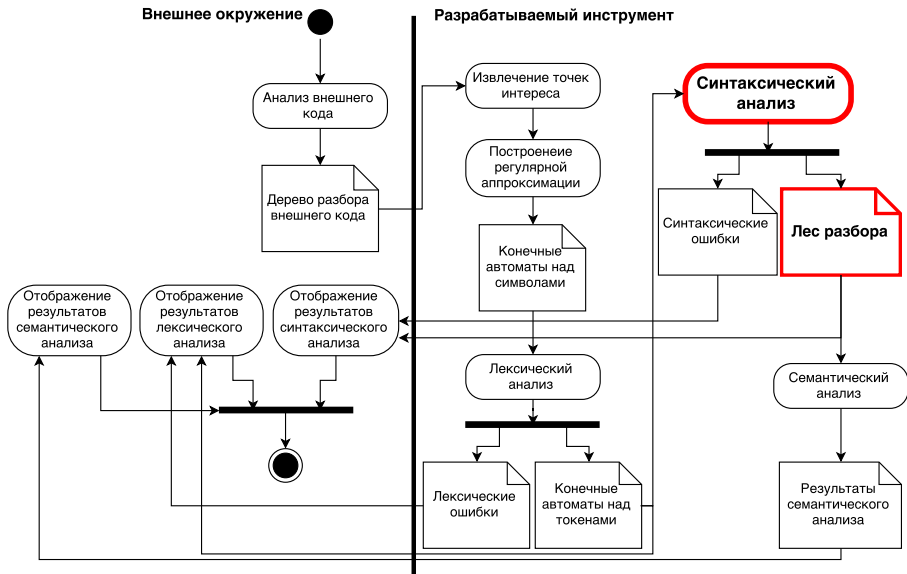 Внешнее окружение
Разрабатываемый инструмент
Анализ внешнего
кода
Дерево разбора
внешнего кода
Извлечение точек
интереса
Построенеие
регулярной
аппроксимации
Конечные
автоматы над
символами
Синтаксический
анализ
Синтаксические
ошибки
Лес разбора
Отображение
результатов
семантического
анализа
Отображение
результатов
лексического
анализа
Отображение
результатов
синтаксического
анализа
Лексический
анализ
Семантический
анализ
Лексические
ошибки
Конечные
автоматы над
токенами
Результаты
семантического
анализа